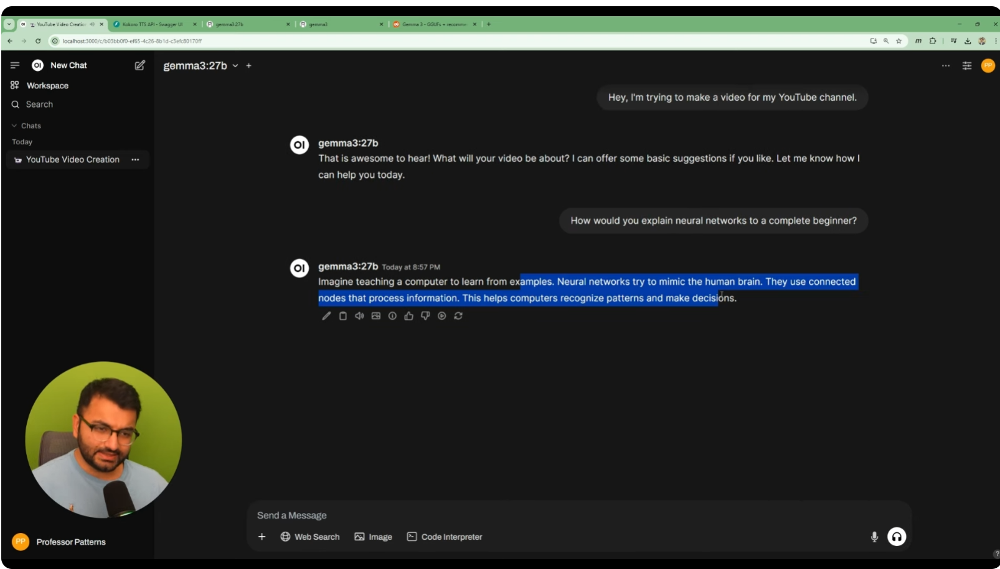 YouTube Video Creation
Kokoro TTS API - Swagger UI
gemma3:27b
gemma3
Gemma 3 - GGUFs + recomme
localhost:3000/c/b03bb0f0-ef65-4c26-8b1d-c3efc80170ff
OI New Chat
gemma3:27b
PP
Workspace
Search
Chats
Today
YouTube Video Creation
Hey, I'm trying to make a video for my YouTube channel.
OI gemma3:27b
That is awesome to hear! What will your video be about? I can offer some basic suggestions if you like. Let me know how I
can help you today.
How would you explain neural networks to a complete beginner?
OI gemma3:27b Today at 8:57 PM
Imagine teaching a computer to learn from examples. Neural networks try to mimic the human brain. They use connected
nodes that process information. This helps computers recognize patterns and make decisions.
Send a Message
+ Web Search Image Code Interpreter
PP Professor Patterns
?